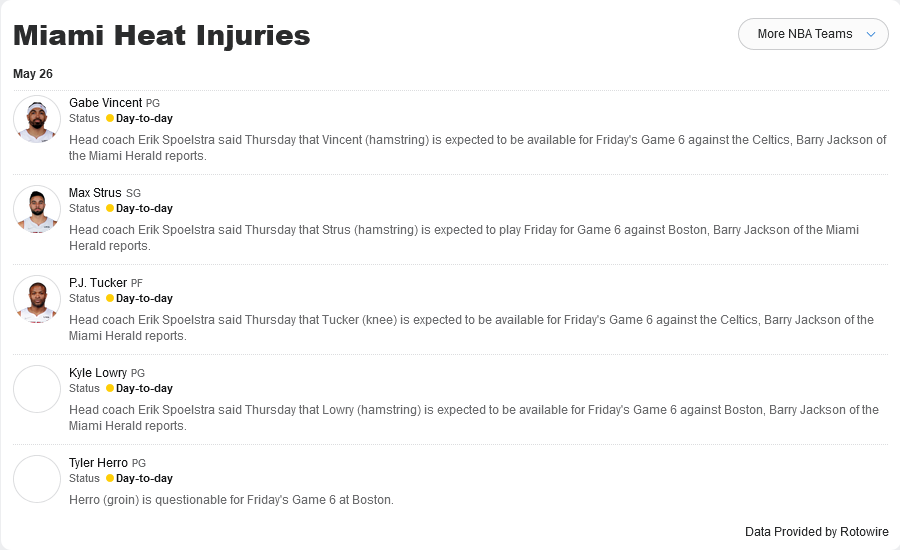 Miami Heat Injuries
More NBA Teams
May 26
Gabe Vincent PG
Status Day-to-day
Head coach Erik Spoelstra said Thursday that Vincent (hamstring) is expected to be available for Friday's Game 6 against the Celtics, Barry Jackson of
the Miami Herald reports.
Max Strus SG
Status Day-to-day
Head coach Erik Spoelstra said Thursday that Strus (hamstring) is expected to play Friday for Game 6 against Boston, Barry Jackson of the Miami
Herald reports.
P.J. Tucker PF
Status Day-to-day
Head coach Erik Spoelstra said Thursday that Tucker (knee) is expected to be available for Friday's Game 6 against the Celtics, Barry Jackson of the
Miami Herald reports.
Kyle Lowry PG
Status Day-to-day
Head coach Erik Spoelstra said Thursday that Lowry (hamstring) is expected to be available for Friday's Game 6 against Boston, Barry Jackson of the
Miami Herald reports.
Tyler Herro PG
Status Day-to-day
Herro (groin) is questionable for Friday's Game 6 at Boston.
Data Provided by Rotowire